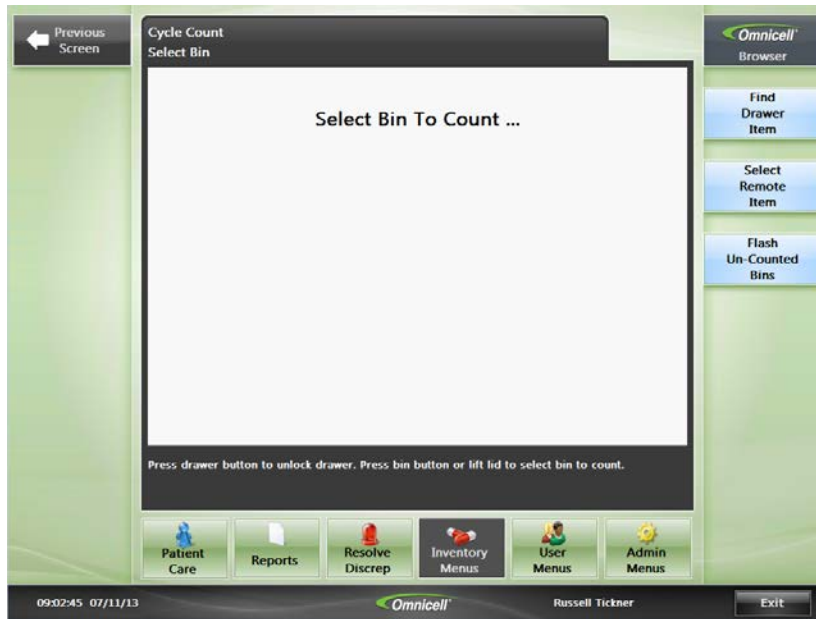 Previous
Screen
Cycle Count
Select Bin
Omnicell
Browser
Select Bin To Count ...
Find
Drawer
Item
Select
Remote
Item
Flash
Un-Counted
Bins
Press drawer button to unlock drawer. Press bin button or lift lid to select bin to count.
Patient
Care
Reports
Resolve
Discrep
Inventory
Menus
User
Menus
Admin
Menus
09:02:45 07/11/13
Omnicell
Russell Tickner
Exit